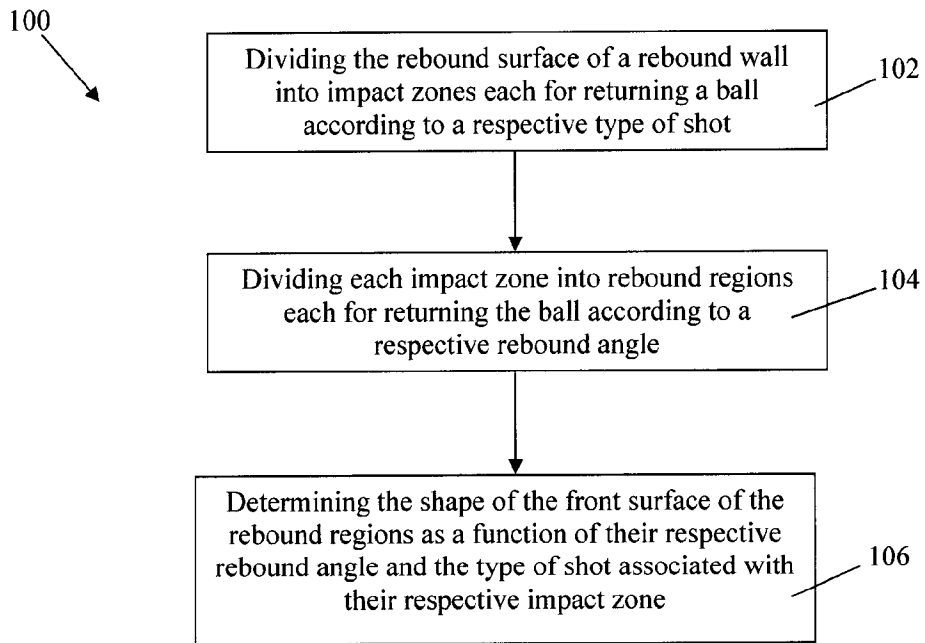 100
Dividing the rebound surface of a rebound wall
into impact zones each for returning a ball
according to a respective type of shot
102
Dividing each impact zone into rebound regions
each for returning the ball according to a
respective rebound angle
104
Determining the shape of the front surface of the
rebound regions as a function of their respective
rebound angle and the type of shot associated with
their respective impact zone
106